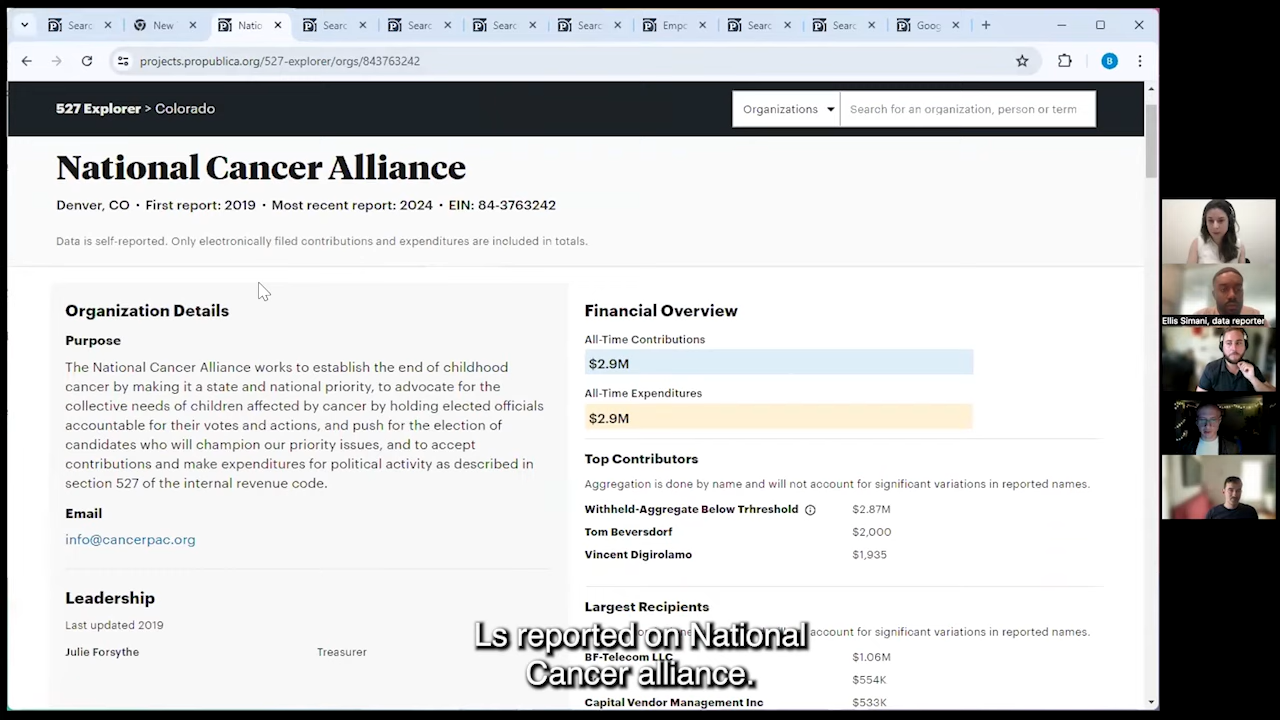 Searc
New
Natio
Searc
Searc
Searc
Searc
Empo
Searc
Searc
Goog
projects.propublica.org/527-explorer/orgs/843763242
B
527 Explorer > Colorado
Organizations
Search for an organization, person or term
National Cancer Alliance
Denver, CO • First report: 2019 • Most recent report: 2024 • EIN: 84-3763242
Data is self-reported. Only electronically filed contributions and expenditures are included in totals.
Organization Details
Purpose
The National Cancer Alliance works to establish the end of childhood
cancer by making it a state and national priority, to advocate for the
collective needs of children affected by cancer by holding elected officials
accountable for their votes and actions, and push for the election of
candidates who will champion our priority issues, and to accept
contributions and make expenditures for political activity as described in
section 527 of the internal revenue code.
Email
info@cancerpac.org
Leadership
Last updated 2019
Julie Forsythe Treasurer
Financial Overview
All-Time Contributions
$2.9M
All-Time Expenditures
$2.9M
Top Contributors
Aggregation is done by name and will not account for significant variations in reported names.
Withheld-Aggregate Below Trhreshold $2.87M
Tom Beversdorf $2,000
Vincent Digirolamo $1,935
Largest Recipients
will not account for significant variations in reported names.
BF-Telecom LLC $1.06M
$554K
Capital Vendor Management Inc $533K
Ls reported on National
Cancer alliance.
Ellis Simani, data reporter